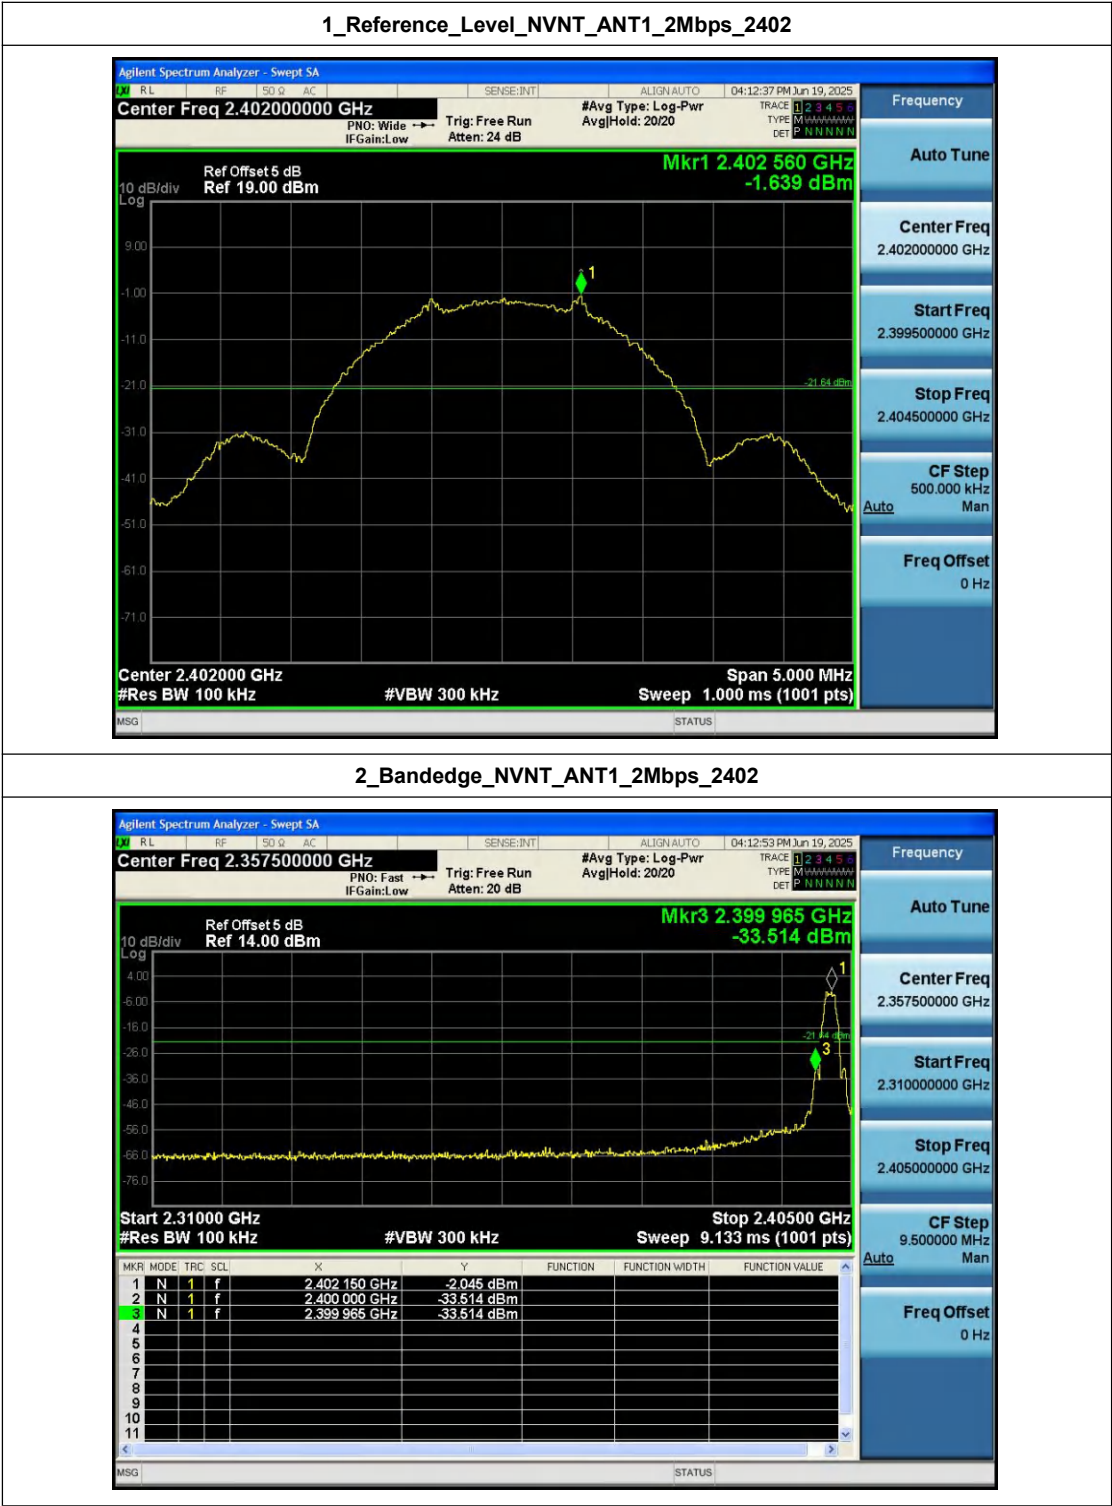 1_Reference_Level_NVNT_ANT1_2Mbps_2402
Agilent Spectrum Analyzer - Swept SA
LXI RL RF 50 Ω AC SENSE:INT ALIGN AUTO 04:12:37 PM Jun 19, 2025
Center Freq 2.402000000 GHz
PNO: Wide
IFGain:Low
Trig: Free Run
Atten: 24 dB
#Avg Type: Log-Pwr
Avg|Hold: 20/20
TRACE 1 2 3 4 5 6
TYPE M WWWWW
DET P N N N N N
Frequency
Ref Offset 5 dB
10 dB/div Ref 19.00 dBm
Log
Mkr1 2.402 560 GHz
-1.639 dBm
9.00
-1.00
-11.0
-21.0
-31.0
-41.0
-51.0
-61.0
-71.0
1
-21.64 dBm
Center 2.402000 GHz Span 5.000 MHz
#Res BW 100 kHz #VBW 300 kHz Sweep 1.000 ms (1001 pts)
MSG STATUS
Auto Tune
Center Freq
2.402000000 GHz
Start Freq
2.399500000 GHz
Stop Freq
2.404500000 GHz
CF Step
500.000 kHz
Auto Man
Freq Offset
0 Hz
2_Bandedge_NVNT_ANT1_2Mbps_2402
Agilent Spectrum Analyzer - Swept SA
LXI RL RF 50 Ω AC SENSE:INT ALIGN AUTO 04:12:53 PM Jun 19, 2025
Center Freq 2.357500000 GHz
PNO: Fast
IFGain:Low
Trig: Free Run
Atten: 20 dB
#Avg Type: Log-Pwr
Avg|Hold: 20/20
TRACE 1 2 3 4 5 6
TYPE M WWWWW
DET P N N N N N
Frequency
Ref Offset 5 dB
10 dB/div Ref 14.00 dBm
Log
Mkr3 2.399 965 GHz
-33.514 dBm
4.00
-6.00
-16.0
-26.0
-36.0
-46.0
-56.0
-66.0
-76.0
1
-21.64 dBm
3
Start 2.31000 GHz Stop 2.40500 GHz
#Res BW 100 kHz #VBW 300 kHz Sweep 9.133 ms (1001 pts)
MKR MODE TRC SCL X Y FUNCTION FUNCTION WIDTH FUNCTION VALUE
1 N 1 f 2.402 150 GHz -2.045 dBm
2 N 1 f 2.400 000 GHz -33.514 dBm
3 N 1 f 2.399 965 GHz -33.514 dBm
4
5
6
7
8
9
10
11
MSG STATUS
Auto Tune
Center Freq
2.357500000 GHz
Start Freq
2.310000000 GHz
Stop Freq
2.405000000 GHz
CF Step
9.500000 MHz
Auto Man
Freq Offset
0 Hz